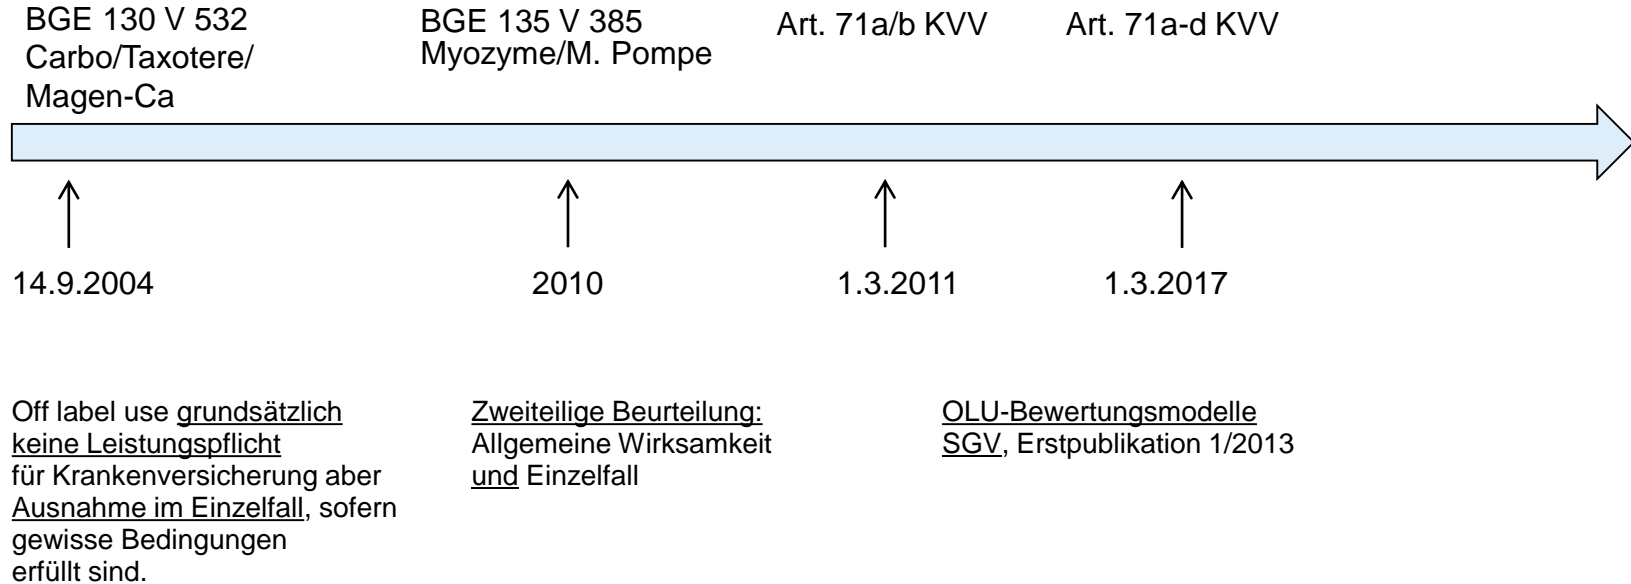 BGE 130 V 532
Carbo/Taxotere/
Magen-Ca
BGE 135 V 385
Myozyme/M. Pompe
Art. 71a/b KVV
Art. 71a-d KVV
14.9.2004
2010
1.3.2011
1.3.2017
Off label use grundsätzlich
keine Leistungspflicht
für Krankenversicherung aber
Ausnahme im Einzelfall, sofern
gewisse Bedingungen
erfüllt sind.
Zweiteilige Beurteilung:
Allgemeine Wirksamkeit
und Einzelfall
OLU-Bewertungsmodelle
SGV, Erstpublikation 1/2013